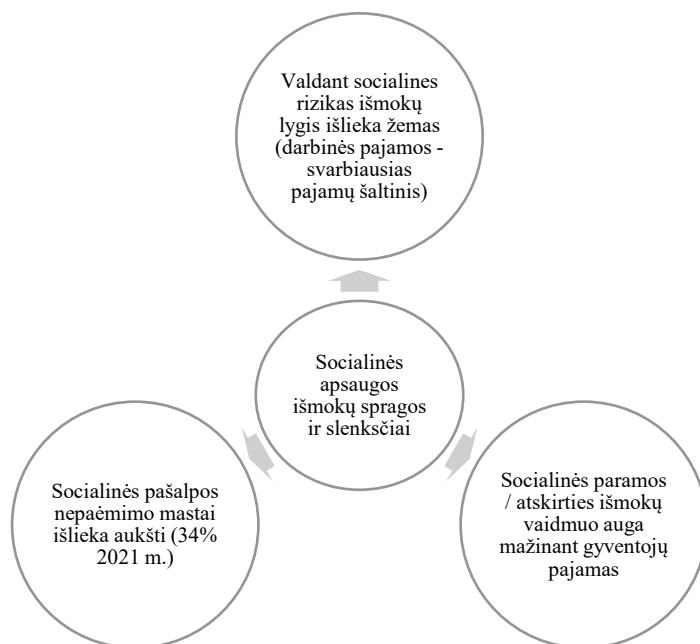 Valdant socialines
rizikas išmokų
lygis išlieka žemas
(darbinės pajamos -
svarbiausias
pajamų šaltinis)
Socialinės
apsaugos
išmokų spragos
ir slenksčiai
Socialinės pašalpos
nepaėmimo mastai
išlieka aukšti (34%
2021 m.)
Socialinės paramos
/ atskirties išmokų
vaidmuo auga
mažinant gyventojų
pajamas